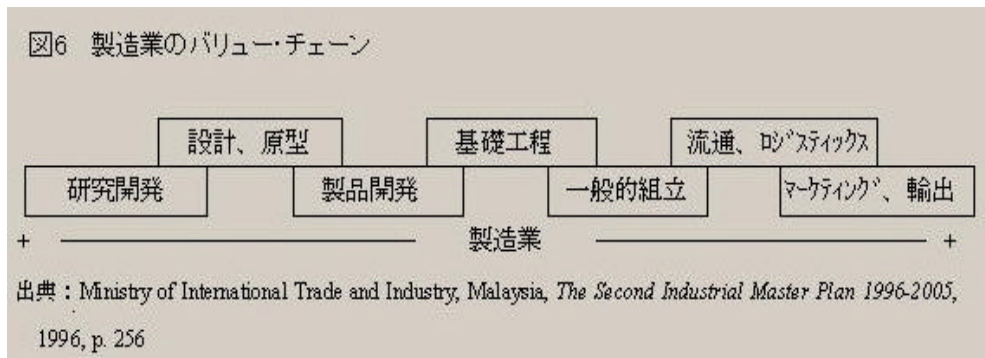 図6 製造業のバリュー・チェーン
設計、原型 基礎工程 流通、ﾛｼﾞｽﾃｨｯｸｽ
研究開発 製品開発 一般的組立 ﾏｰｹﾃｨﾝｸﾞ、輸出
+ 製造業 +
出典：Ministry of International Trade and Industry, Malaysia, The Second Industrial Master Plan 1996-2005,
1996, p. 256